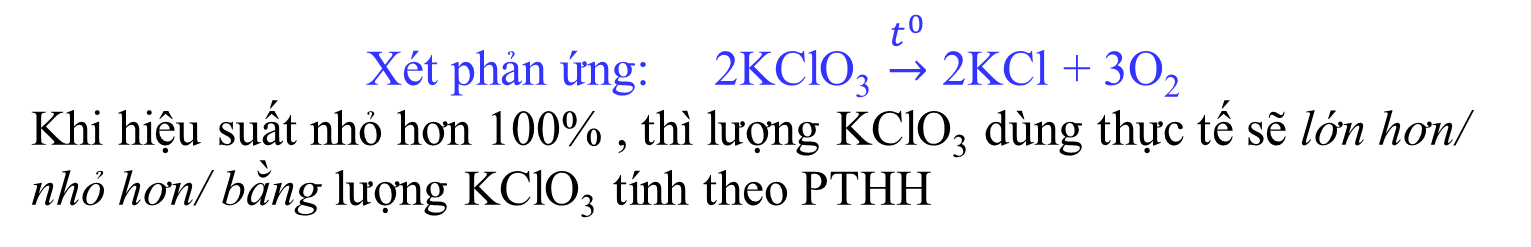 Xét phản ứng: 2KClO₃ →(t⁰) 2KCl + 3O₂
Khi hiệu suất nhỏ hơn 100% , thì lượng KClO₃ dùng thực tế sẽ lớn hơn/
nhỏ hơn/ bằng lượng KClO₃ tính theo PTHH